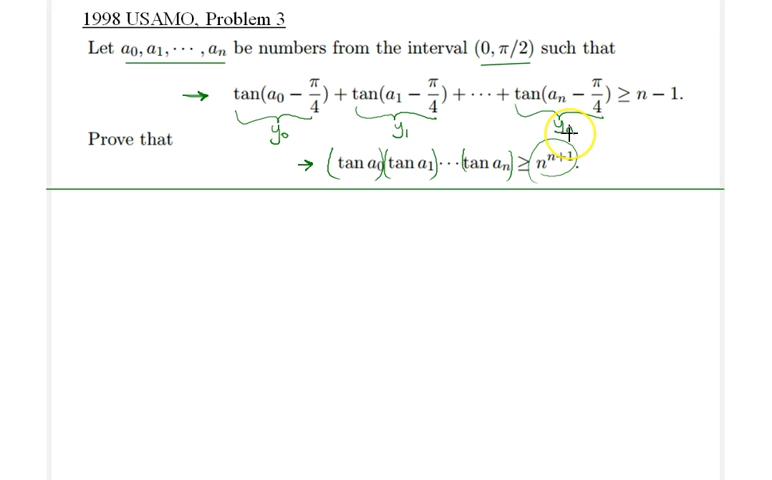 1998 USAMO, Problem 3
Let a₀, a₁, ⋯ , aₙ be numbers from the interval (0, π/2) such that
→ tan(a₀ − π/4) + tan(a₁ − π/4) + ⋯ + tan(aₙ − π/4) ≥ n − 1.
y₀ y₁
Prove that
→ (tan a₀)(tan a₁) ⋯ (tan aₙ) ≥ nⁿ⁺¹.